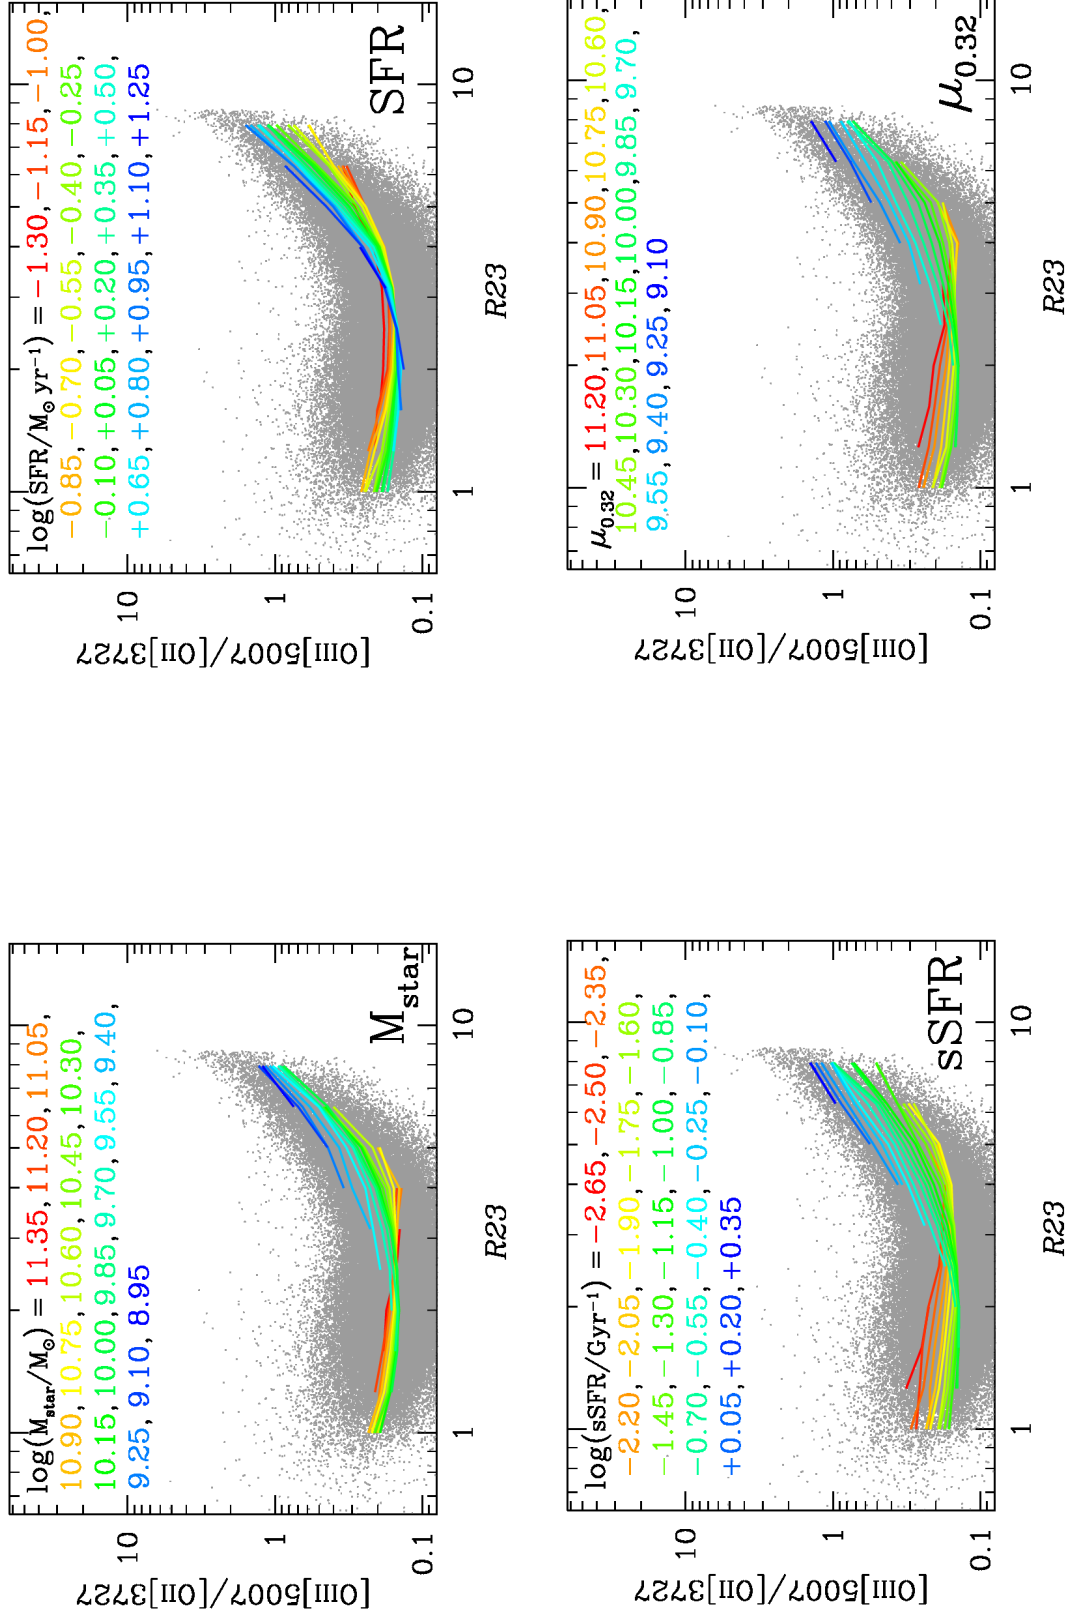 log(M_star/M_⊙) = 11.35, 11.20, 11.05,
10.90, 10.75, 10.60, 10.45, 10.30,
10.15, 10.00, 9.85, 9.70, 9.55, 9.40,
9.25, 9.10, 8.95
M_star
10
1
0.1
[OIII]5007/[OII]3727
1
10
R23
log(SFR/M_⊙ yr⁻¹) = −1.30, −1.15, −1.00,
−0.85, −0.70, −0.55, −0.40, −0.25,
−0.10, +0.05, +0.20, +0.35, +0.50,
+0.65, +0.80, +0.95, +1.10, +1.25
SFR
10
1
0.1
[OIII]5007/[OII]3727
1
10
R23
log(sSFR/Gyr⁻¹) = −2.65, −2.50, −2.35,
−2.20, −2.05, −1.90, −1.75, −1.60,
−1.45, −1.30, −1.15, −1.00, −0.85,
−0.70, −0.55, −0.40, −0.25, −0.10,
+0.05, +0.20, +0.35
sSFR
10
1
0.1
[OIII]5007/[OII]3727
1
10
R23
μ_0.32 = 11.20, 11.05, 10.90, 10.75, 10.60,
10.45, 10.30, 10.15, 10.00, 9.85, 9.70,
9.55, 9.40, 9.25, 9.10
μ_0.32
10
1
0.1
[OIII]5007/[OII]3727
1
10
R23